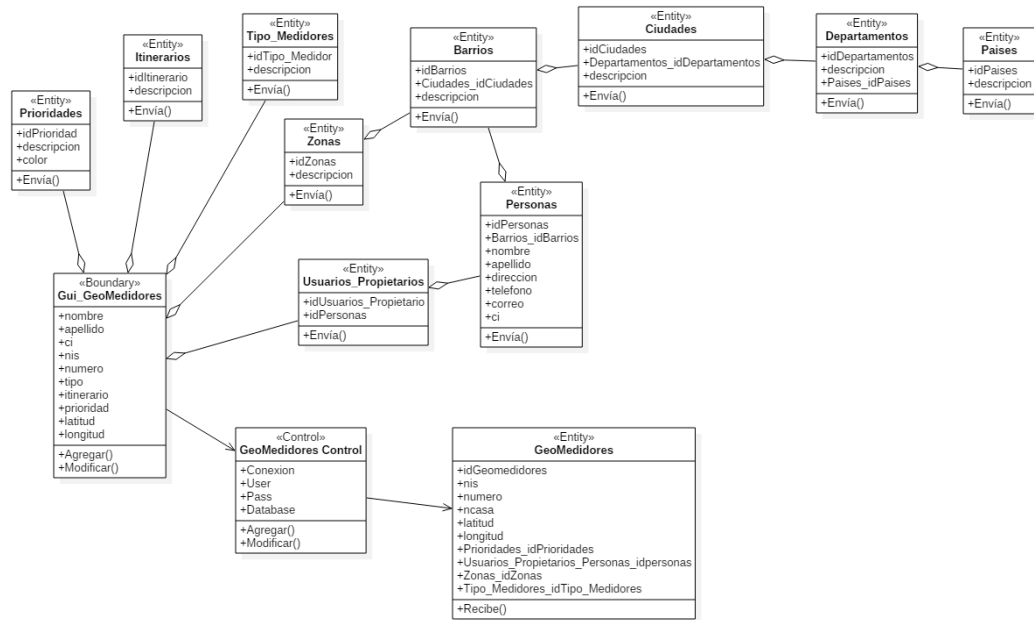 «Entity»
Prioridades
+idPrioridad
+descripcion
+color
+Envía()
«Entity»
Itinerarios
+idItinerario
+descripcion
+Envía()
«Entity»
Tipo_Medidores
+idTipo_Medidor
+descripcion
+Envía()
«Entity»
Zonas
+idZonas
+descripcion
+Envía()
«Entity»
Barrios
+idBarrios
+Ciudades_idCiudades
+descripcion
+Envía()
«Entity»
Ciudades
+idCiudades
+Departamentos_idDepartamentos
+descripcion
+Envía()
«Entity»
Departamentos
+idDepartamentos
+descripcion
+Paises_idPaises
+Envía()
«Entity»
Paises
+idPaises
+descripcion
+Envía()
«Entity»
Personas
+idPersonas
+Barrios_idBarrios
+nombre
+apellido
+direccion
+telefono
+correo
+ci
+Envía()
«Entity»
Usuarios_Propietarios
+idUsuarios_Propietario
+idPersonas
+Envía()
«Boundary»
Gui_GeoMedidores
+nombre
+apellido
+ci
+nis
+numero
+tipo
+itinerario
+prioridad
+latitud
+longitud
+Agregar()
+Modificar()
«Control»
GeoMedidores Control
+Conexion
+User
+Pass
+Database
+Agregar()
+Modificar()
«Entity»
GeoMedidores
+idGeomedidores
+nis
+numero
+ncasa
+latitud
+longitud
+Prioridades_idPrioridades
+Usuarios_Propietarios_Personas_idpersonas
+Zonas_idZonas
+Tipo_Medidores_idTipo_Medidores
+Recibe()